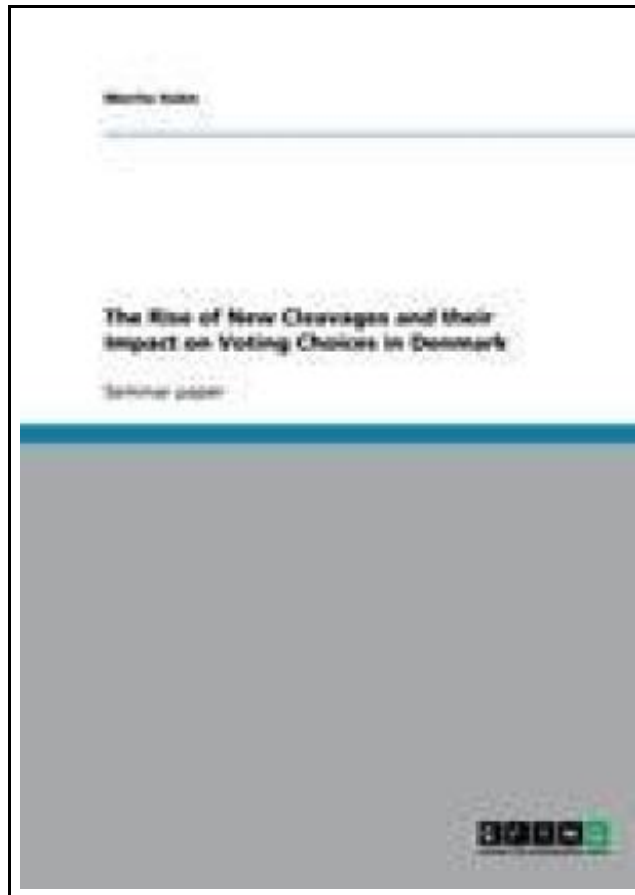 The Rise of New Cleavages and their
Impact on Voting Choices in Denmark
Seminar paper